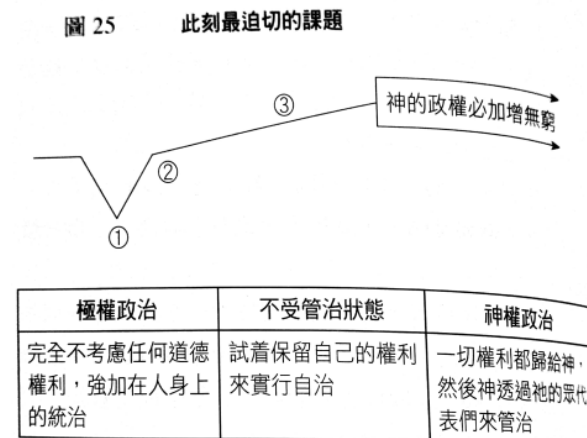 圖 25 此刻最迫切的課題
③
神的政權必加增無窮
②
①
極權政治 不受管治狀態 神權政治
完全不考慮任何道德
權利，強加在人身上
的統治
試着保留自己的權利
來實行自治
一切權利都歸給神，
然後神透過祂的眾代
表們來管治